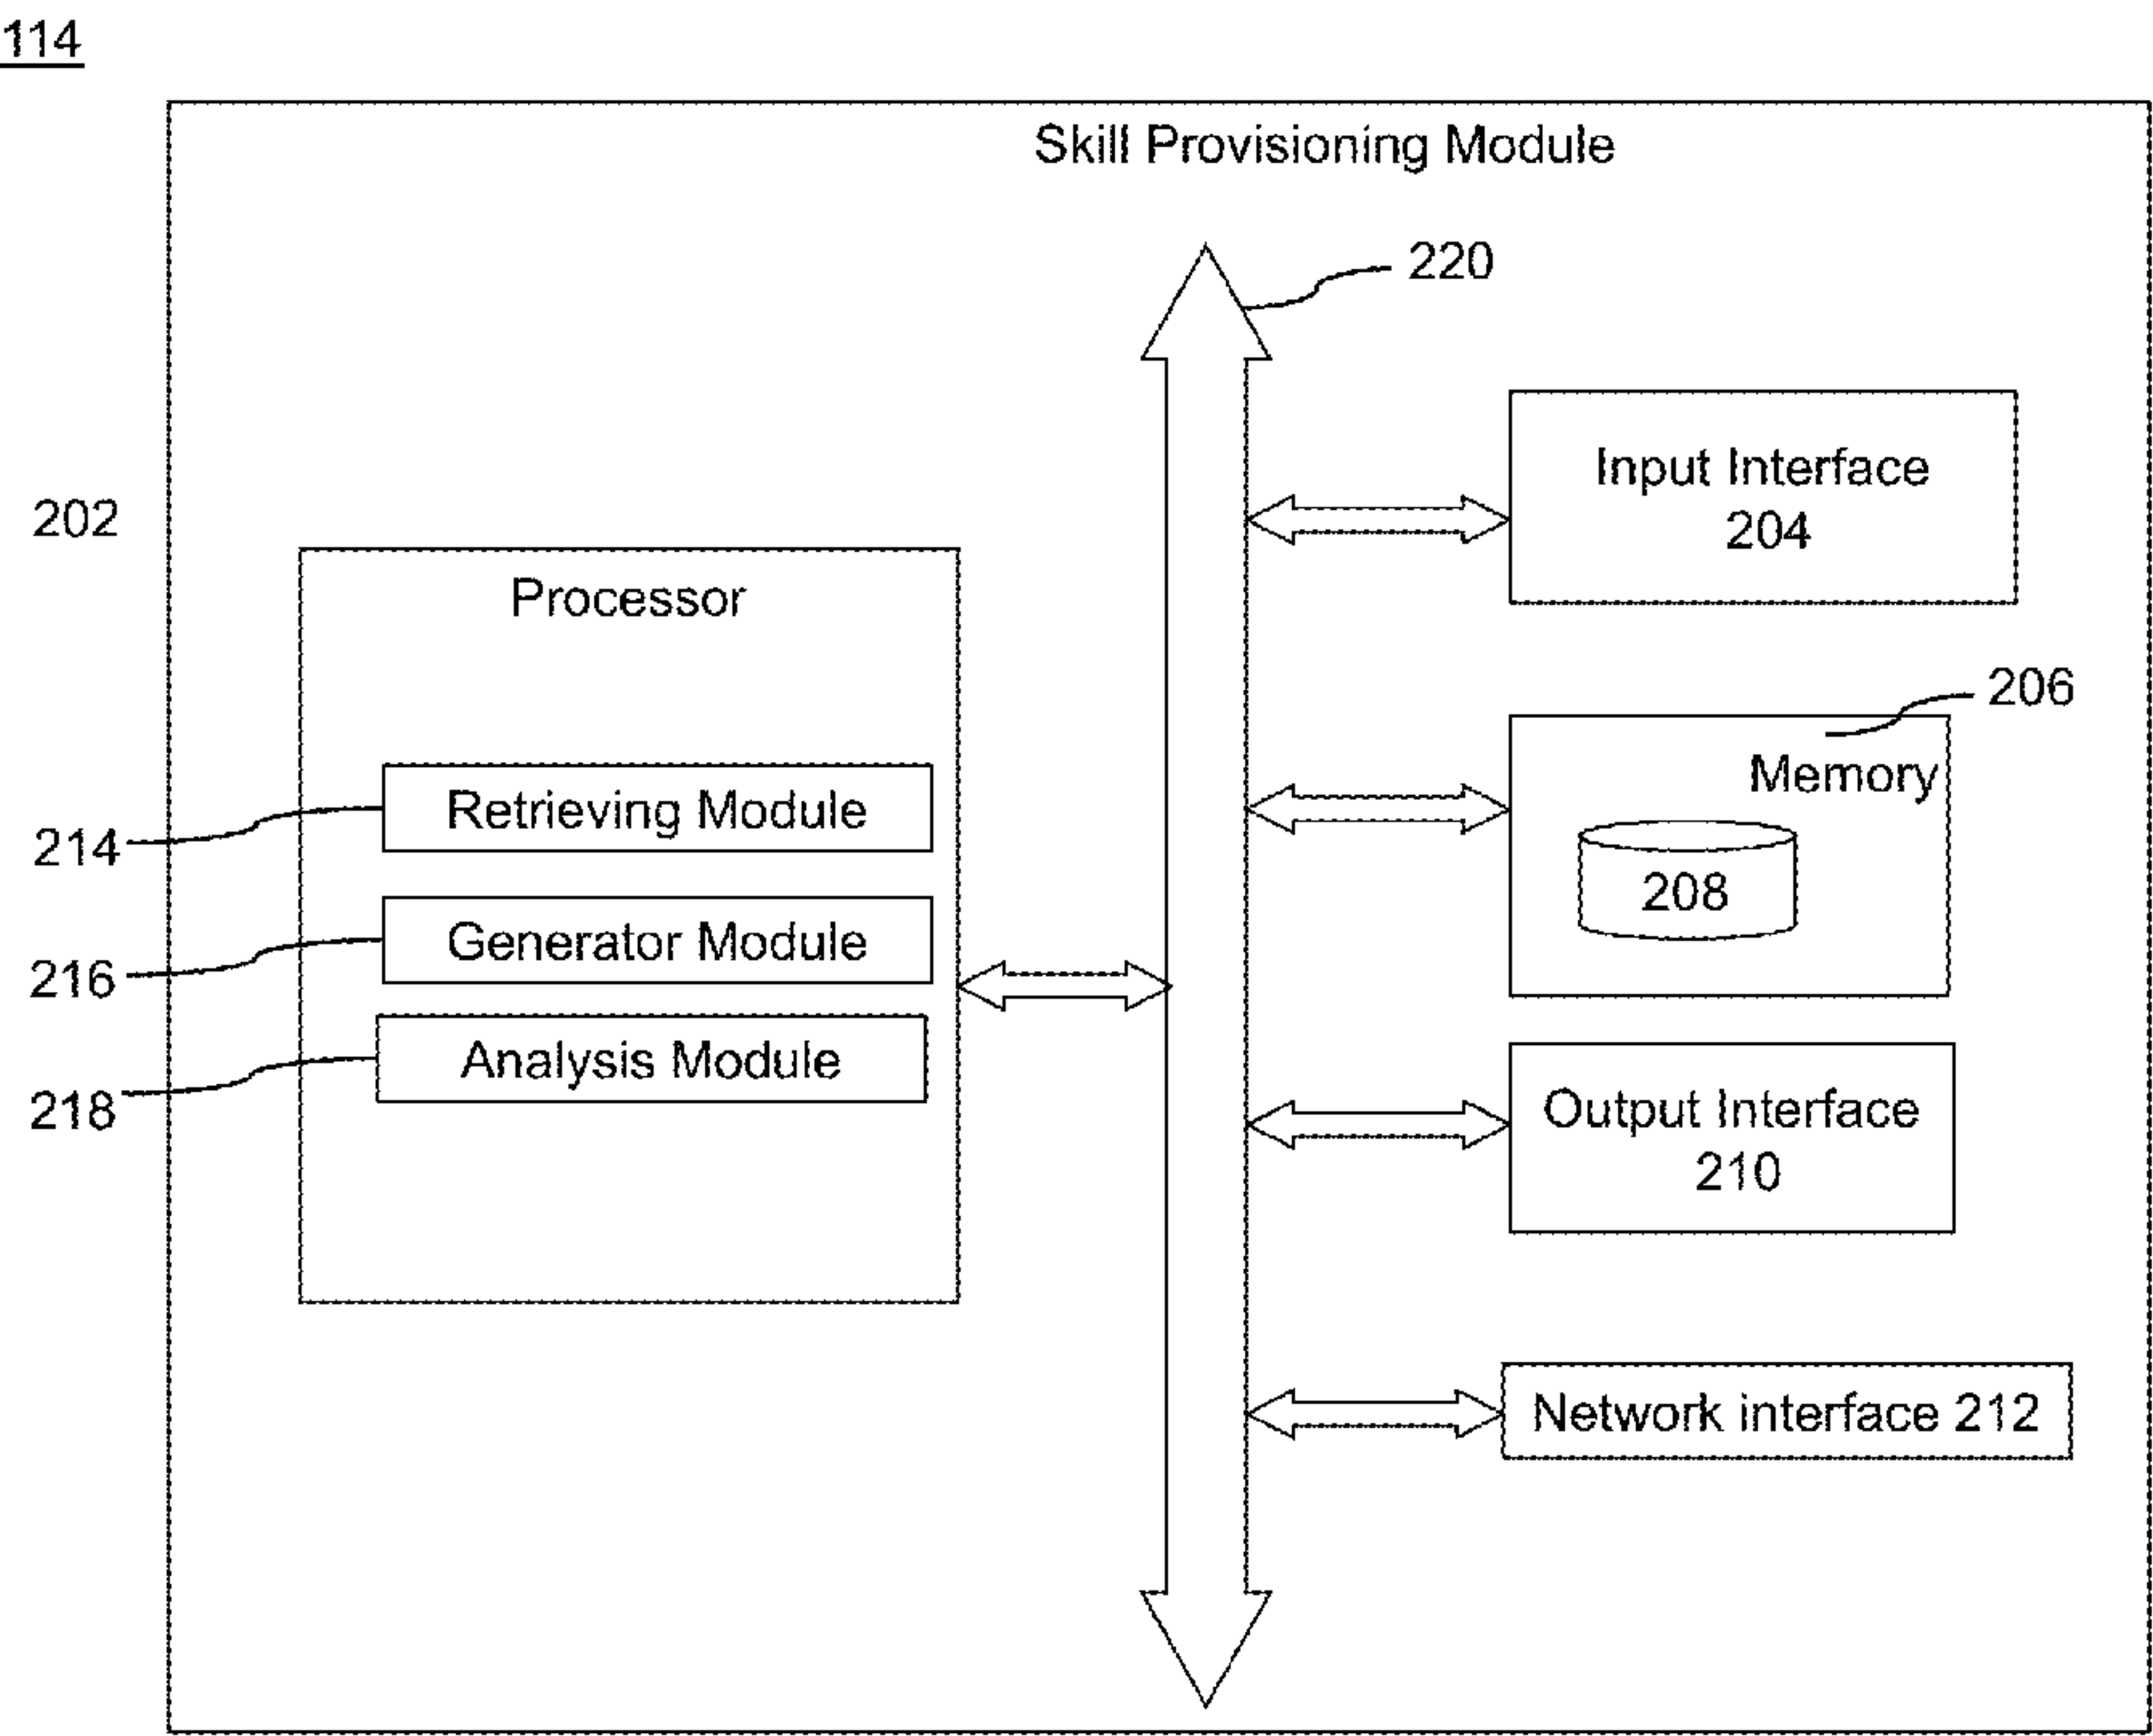 114
Skill Provisioning Module
220
Input Interface
204
202
Processor
206
Memory
208
Retrieving Module
214
Generator Module
216
Analysis Module
218
Output Interface
210
Network interface 212